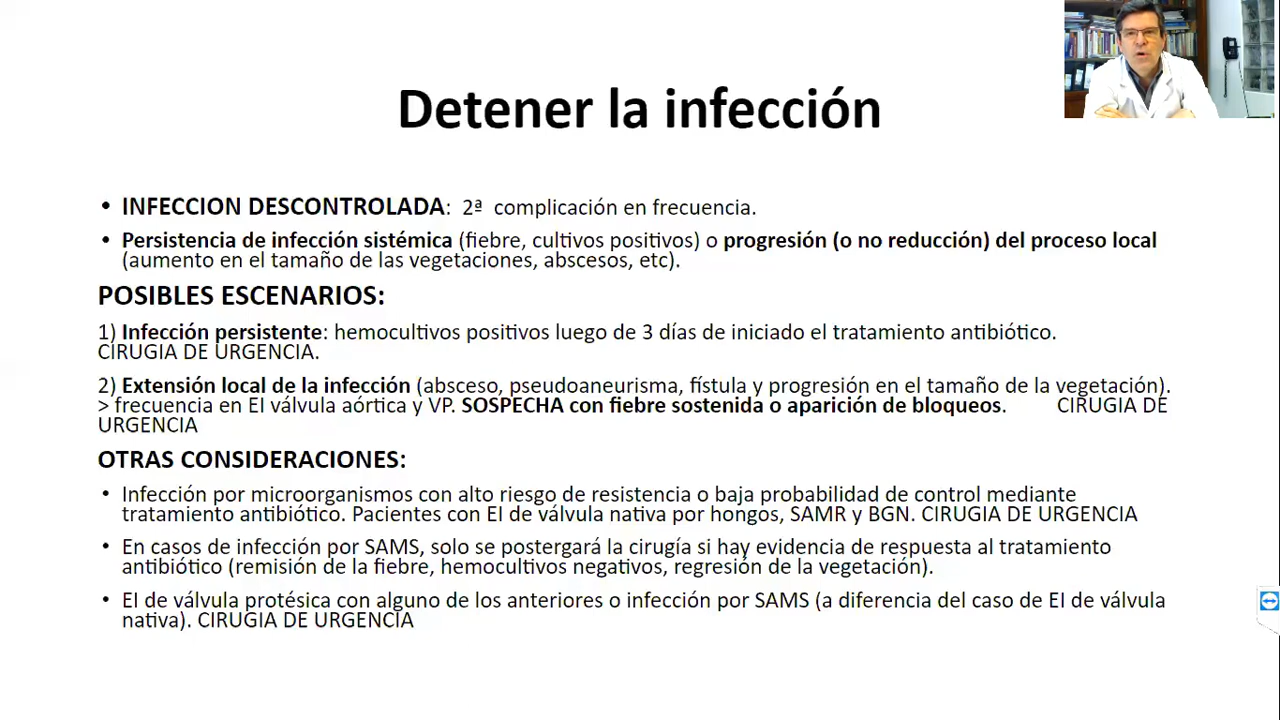 Detener la infección
• INFECCION DESCONTROLADA: 2ª complicación en frecuencia.
• Persistencia de infección sistémica (fiebre, cultivos positivos) o progresión (o no reducción) del proceso local
(aumento en el tamaño de las vegetaciones, abscesos, etc).
POSIBLES ESCENARIOS:
1) Infección persistente: hemocultivos positivos luego de 3 días de iniciado el tratamiento antibiótico.
CIRUGIA DE URGENCIA.
2) Extensión local de la infección (absceso, pseudoaneurisma, fístula y progresión en el tamaño de la vegetación).
> frecuencia en EI válvula aórtica y VP. SOSPECHA con fiebre sostenida o aparición de bloqueos. CIRUGIA DE
URGENCIA
OTRAS CONSIDERACIONES:
• Infección por microorganismos con alto riesgo de resistencia o baja probabilidad de control mediante
tratamiento antibiótico. Pacientes con EI de válvula nativa por hongos, SAMR y BGN. CIRUGIA DE URGENCIA
• En casos de infección por SAMS, solo se postergará la cirugía si hay evidencia de respuesta al tratamiento
antibiótico (remisión de la fiebre, hemocultivos negativos, regresión de la vegetación).
• EI de válvula protésica con alguno de los anteriores o infección por SAMS (a diferencia del caso de EI de válvula
nativa). CIRUGIA DE URGENCIA